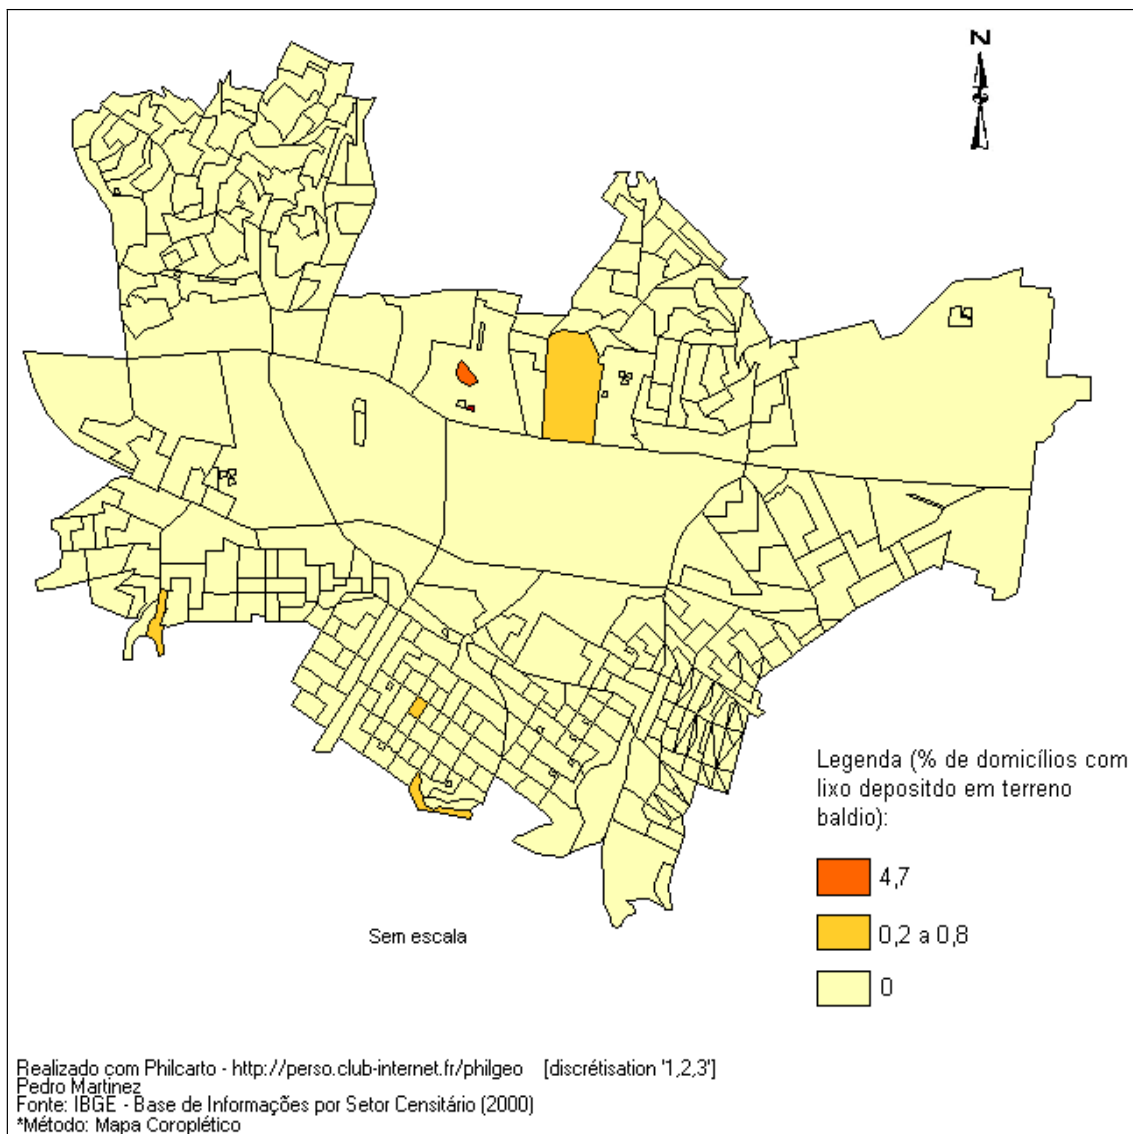 N
Legenda (% de domicílios com
lixo depositdo em terreno
baldio):
4,7
0,2 a 0,8
0
Sem escala
Realizado com Philcarto - http://perso.club-internet.fr/philgeo [discrétisation '1,2,3']
Pedro Martinez
Fonte: IBGE - Base de Informações por Setor Censitário (2000)
*Método: Mapa Coroplético